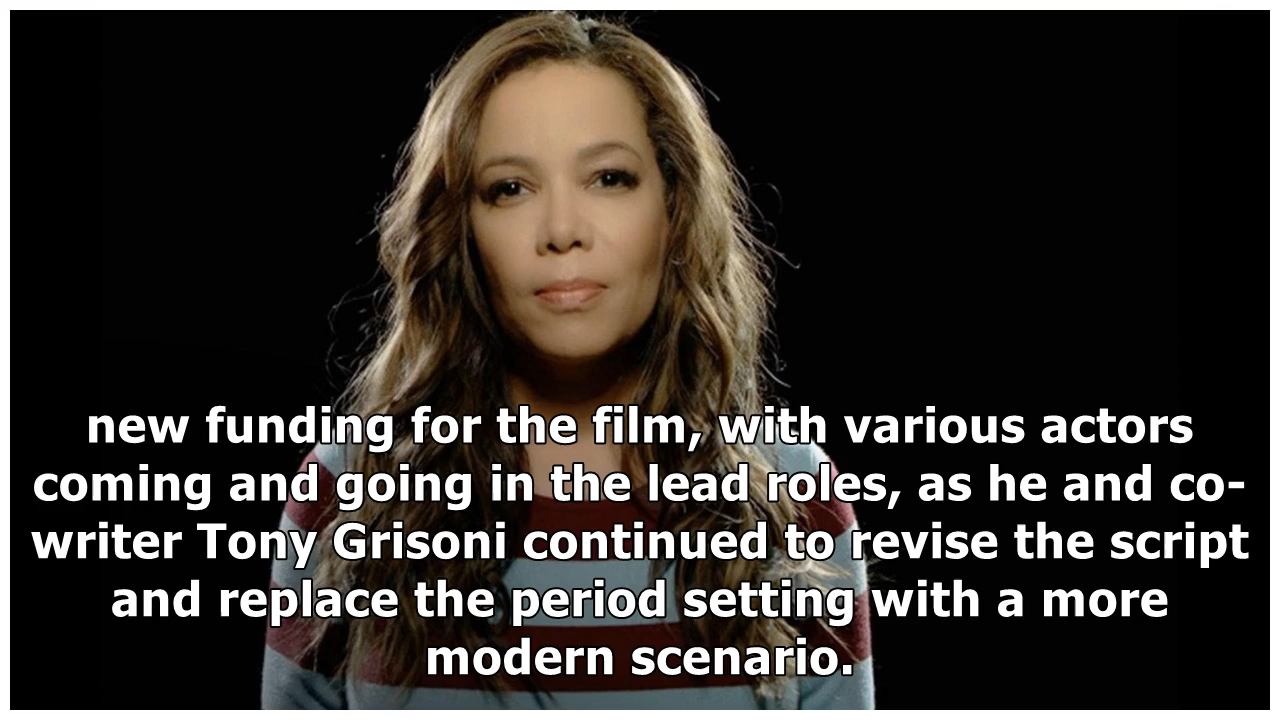 new funding for the film, with various actors
coming and going in the lead roles, as he and co-
writer Tony Grisoni continued to revise the script
and replace the period setting with a more
modern scenario.